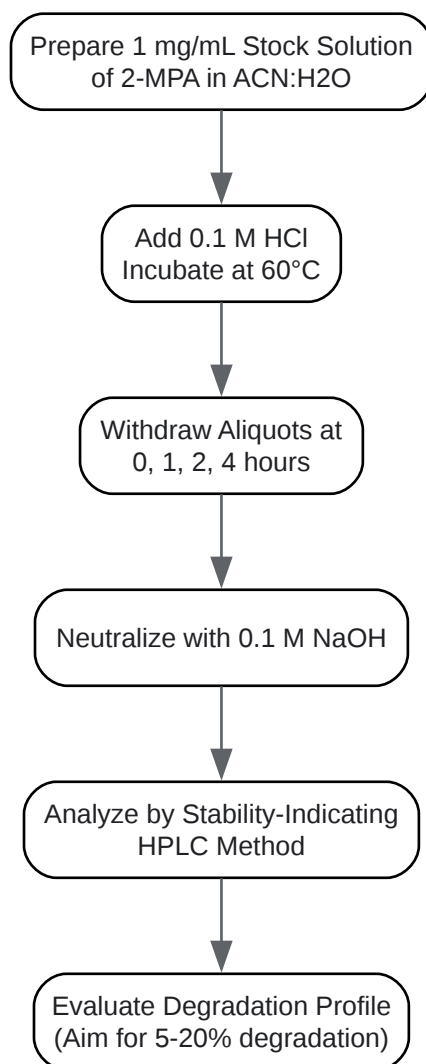 Prepare 1 mg/mL Stock Solution
of 2-MPA in ACN:H2O
Add 0.1 M HCl
Incubate at 60°C
Withdraw Aliquots at
0, 1, 2, 4 hours
Neutralize with 0.1 M NaOH
Analyze by Stability-Indicating
HPLC Method
Evaluate Degradation Profile
(Aim for 5-20% degradation)